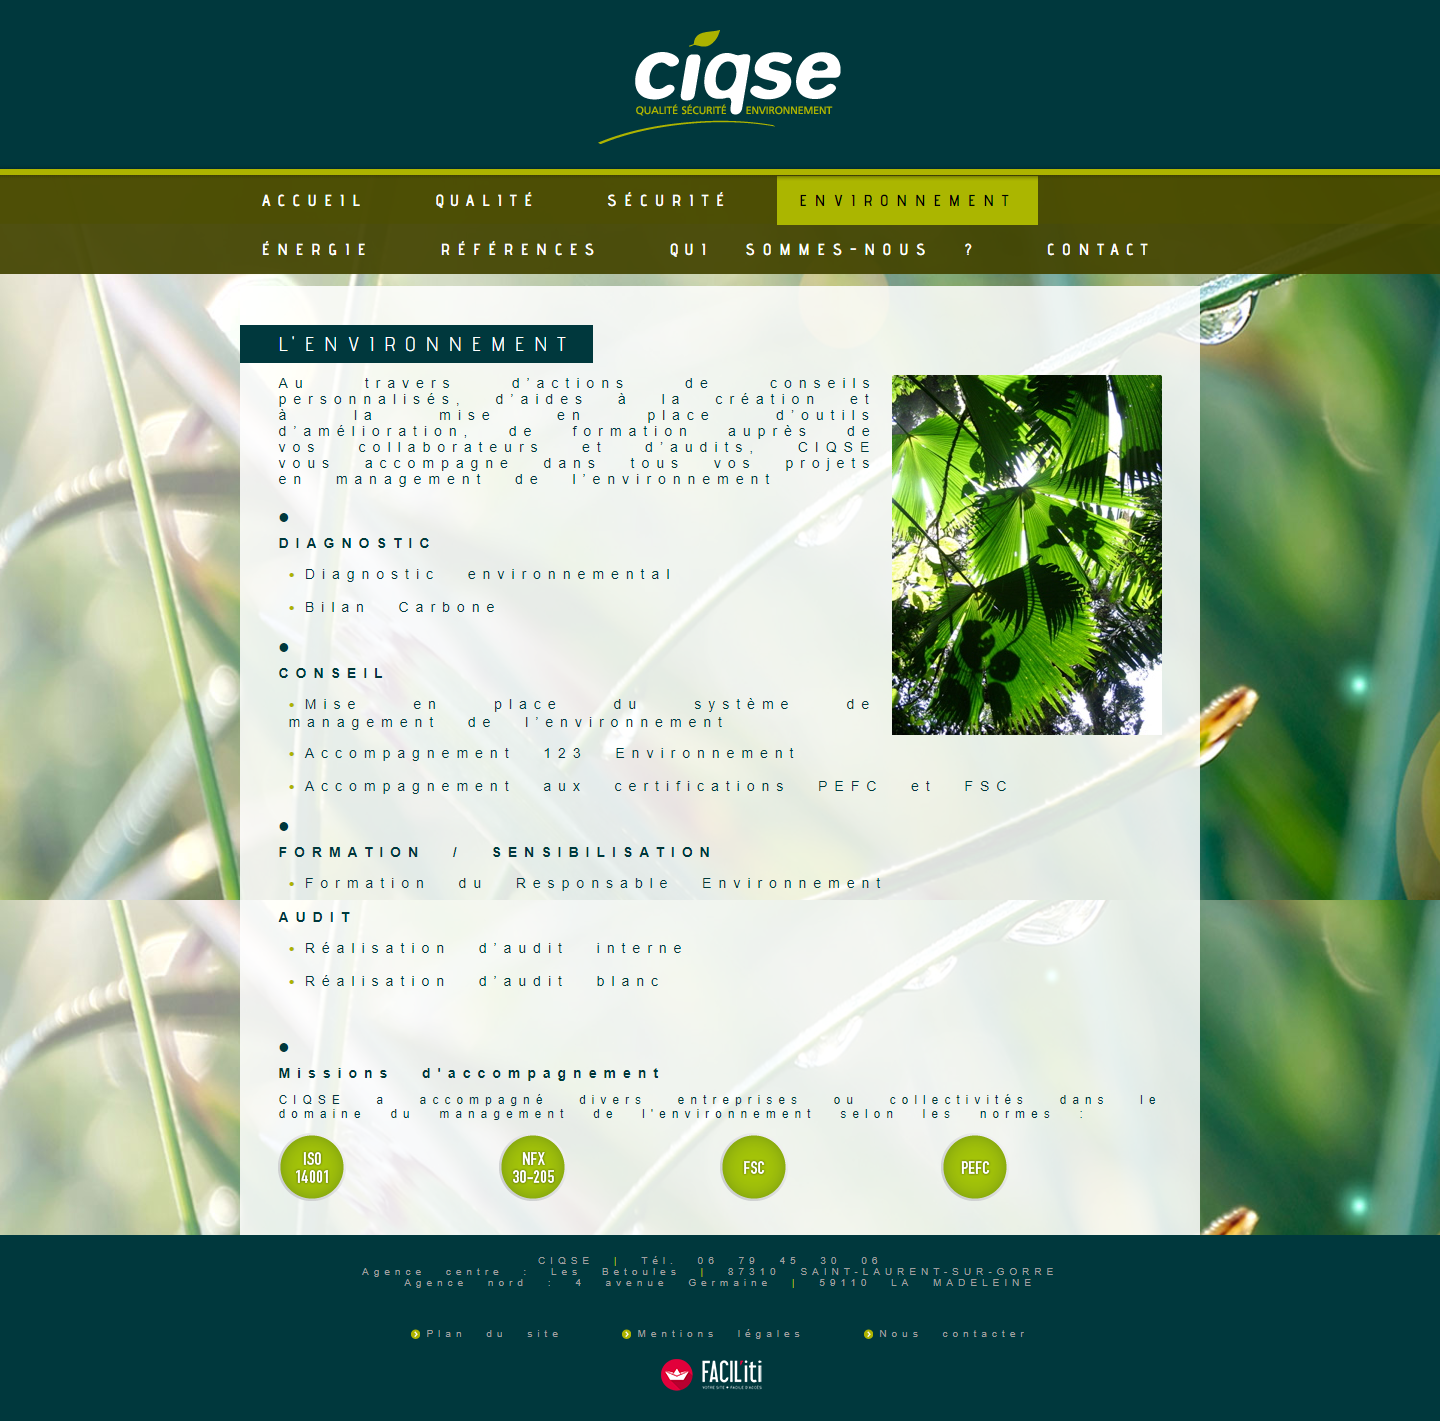 ciqse
QUALITÉ SÉCURITÉ ENVIRONNEMENT
ACCUEIL QUALITÉ SÉCURITÉ ENVIRONNEMENT
ÉNERGIE RÉFÉRENCES QUI SOMMES-NOUS ? CONTACT
L'ENVIRONNEMENT
Au travers d'actions de conseils
personnalisés, d'aides à la création et
à la mise en place d'outils
d'amélioration, de formation auprès de
vos collaborateurs et d'audits, CIQSE
vous accompagne dans tous vos projets
en management de l'environnement
DIAGNOSTIC
• Diagnostic environnemental
• Bilan Carbone
CONSEIL
• Mise en place du système de
management de l'environnement
• Accompagnement 123 Environnement
• Accompagnement aux certifications PEFC et FSC
FORMATION / SENSIBILISATION
• Formation du Responsable Environnement
AUDIT
• Réalisation d'audit interne
• Réalisation d'audit blanc
Missions d'accompagnement
CIQSE a accompagné divers entreprises ou collectivités dans le
domaine du management de l'environnement selon les normes :
ISO 14001
NFX 30-205
FSC
PEFC
CIQSE | Tél. 06 79 45 30 06
Agence centre : Les Betoules | 87310 SAINT-LAURENT-SUR-GORRE
Agence nord : 4 avenue Germaine | 59110 LA MADELEINE
Plan du site Mentions légales Nous contacter
FACIL'iti
VOTRE SITE • FACILE D'ACCÈS